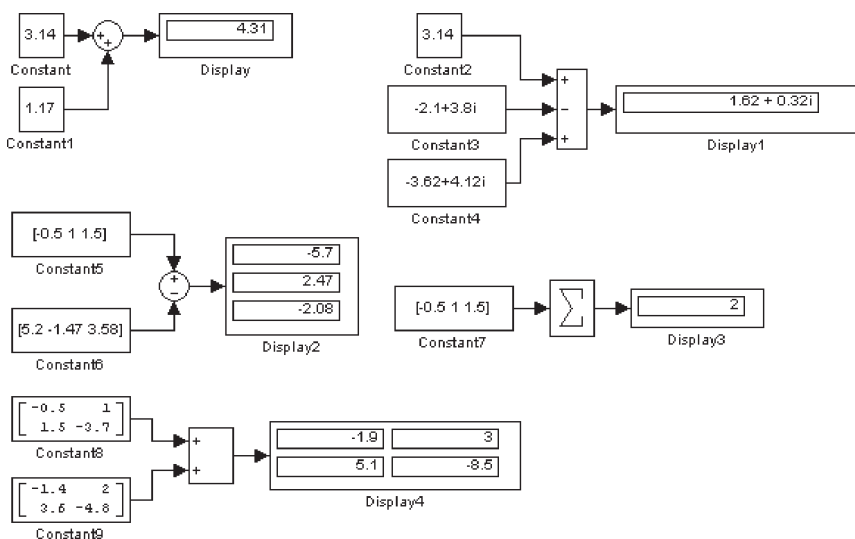 3.14
+
+
4.31
Constant
Display
1.17
Constant1
3.14
Constant2
-2.1+3.8i
Constant3
-3.62+4.12i
Constant4
+
−
+
1.62 + 0.32i
Display1
[-0.5 1 1.5]
Constant5
[5.2 -1.47 3.58]
Constant6
+
−
-5.7
2.47
-2.08
Display2
[-0.5 1 1.5]
Constant7
∑
2
Display3
-0.5 1
1.5 -3.7
Constant8
-1.4 2
3.6 -4.8
Constant9
+
+
-1.9 3
5.1 -8.5
Display4